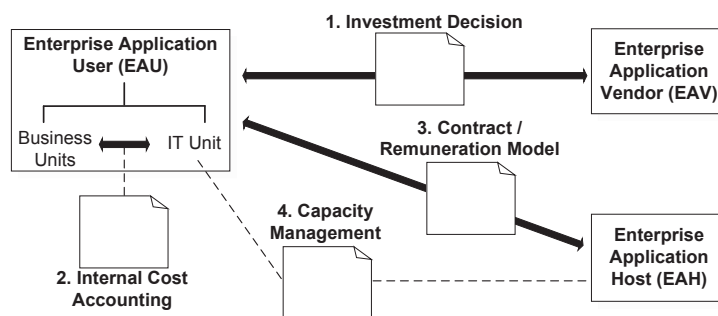 1. Investment Decision
Enterprise Application
User (EAU)
Business
Units
IT Unit
Enterprise
Application
Vendor (EAV)
3. Contract /
Remuneration Model
4. Capacity
Management
2. Internal Cost
Accounting
Enterprise
Application
Host (EAH)